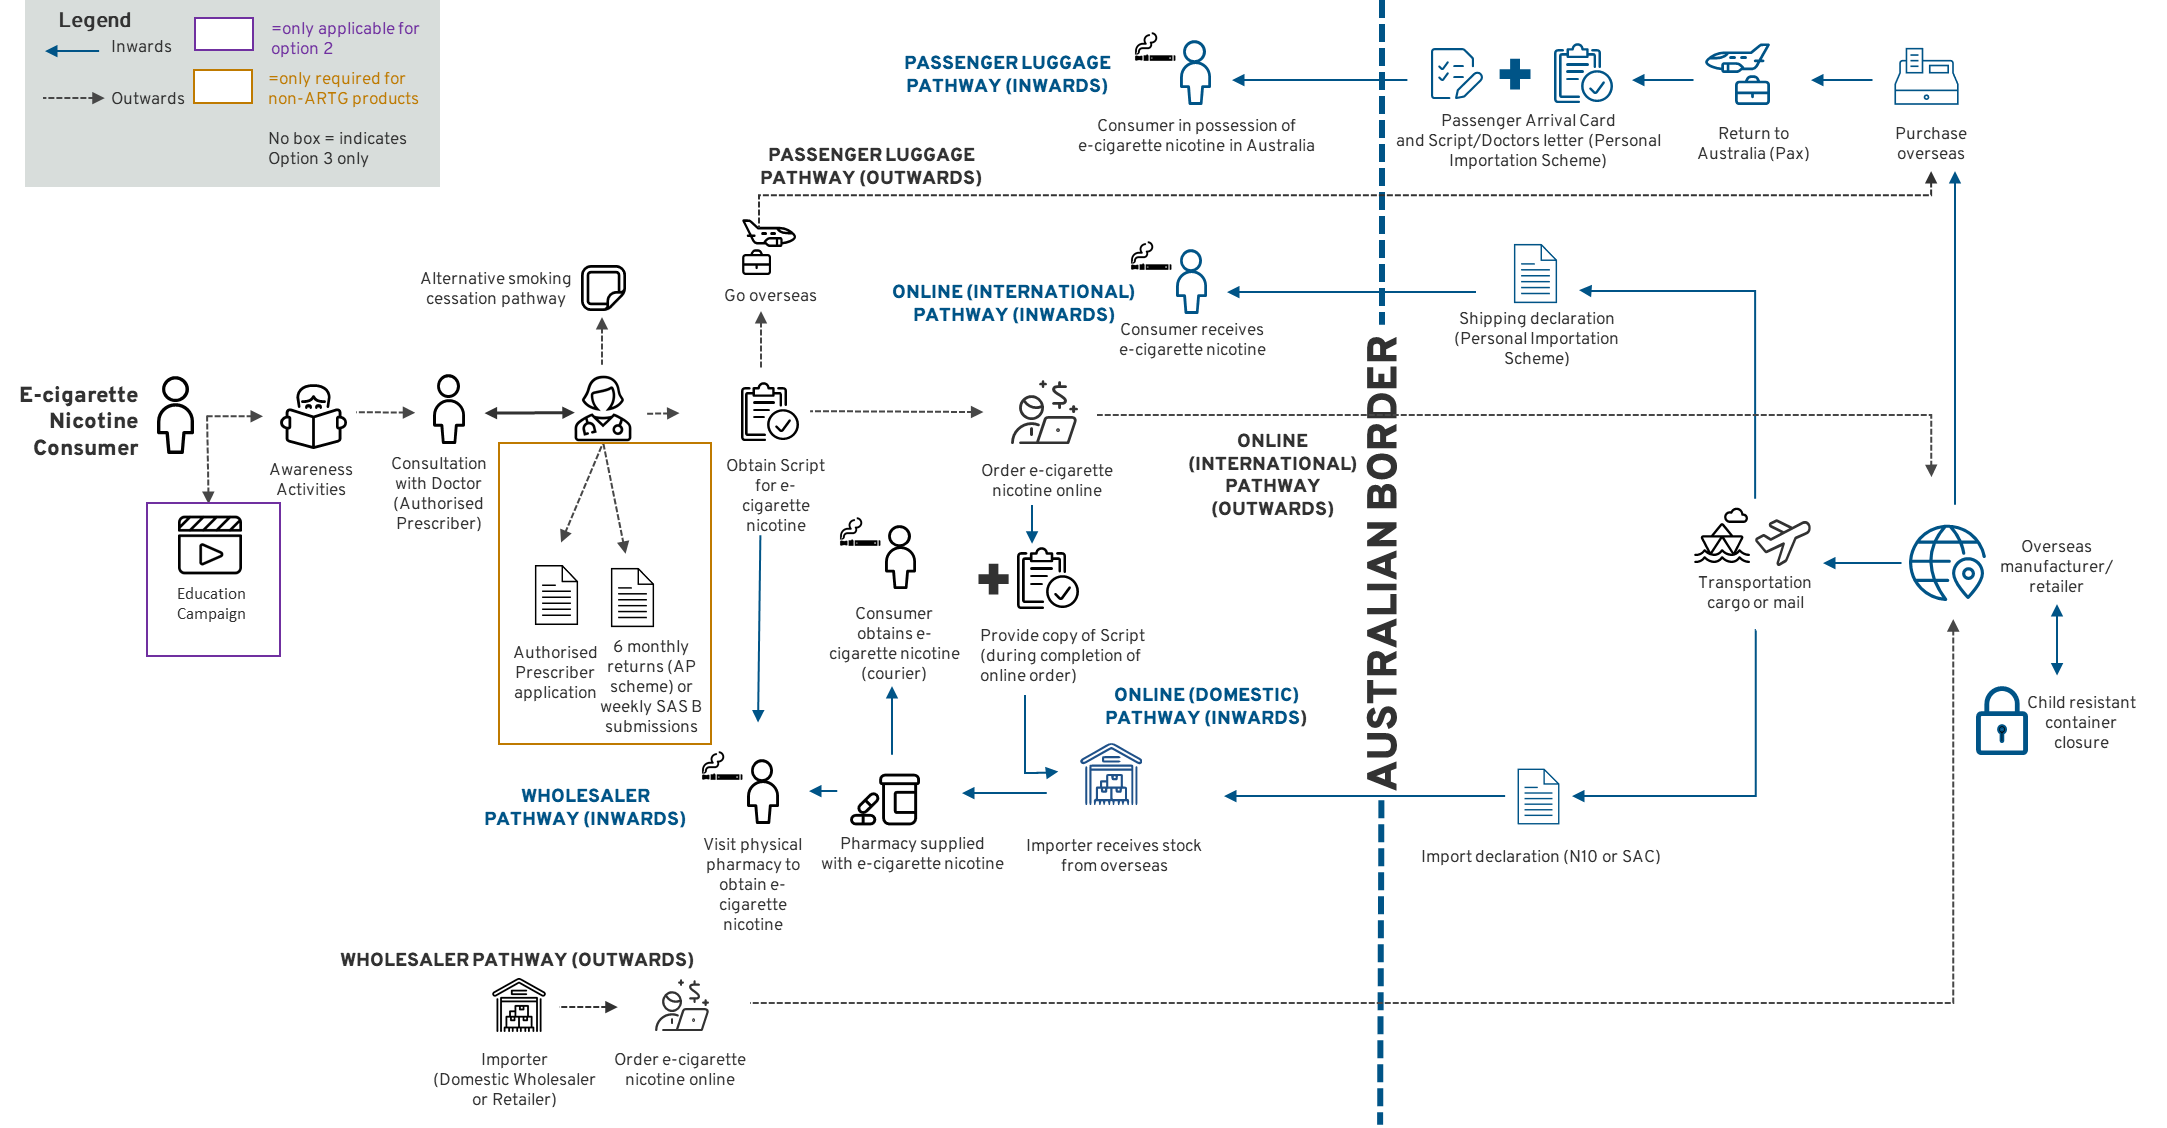 Legend
Inwards
Outwards
=only applicable for
option 2
=only required for
non-ARTG products
No box = indicates
Option 3 only
PASSENGER LUGGAGE
PATHWAY (INWARDS)
Consumer in possession of
e-cigarette nicotine in Australia
Passenger Arrival Card
and Script/Doctors letter (Personal
Importation Scheme)
Return to
Australia (Pax)
Purchase
overseas
PASSENGER LUGGAGE
PATHWAY (OUTWARDS)
Go overseas
Alternative smoking
cessation pathway
ONLINE (INTERNATIONAL)
PATHWAY (INWARDS)
Consumer receives
e-cigarette nicotine
Shipping declaration
(Personal Importation
Scheme)
E-cigarette
Nicotine
Consumer
Awareness
Activities
Consultation
with Doctor
(Authorised
Prescriber)
Obtain Script
for e-
cigarette
nicotine
Order e-cigarette
nicotine online
ONLINE
(INTERNATIONAL)
PATHWAY
(OUTWARDS)
AUSTRALIAN BORDER
Education
Campaign
Authorised
Prescriber
application
6 monthly
returns (AP
scheme) or
weekly SAS B
submissions
Consumer
obtains e-
cigarette nicotine
(courier)
Provide copy of Script
(during completion of
online order)
Transportation
cargo or mail
Overseas
manufacturer/
retailer
Child resistant
container
closure
ONLINE (DOMESTIC)
PATHWAY (INWARDS)
WHOLESALER
PATHWAY (INWARDS)
Visit physical
pharmacy to
obtain e-
cigarette
nicotine
Pharmacy supplied
with e-cigarette nicotine
Importer receives stock
from overseas
Import declaration (N10 or SAC)
WHOLESALER PATHWAY (OUTWARDS)
Importer
(Domestic Wholesaler
or Retailer)
Order e-cigarette
nicotine online